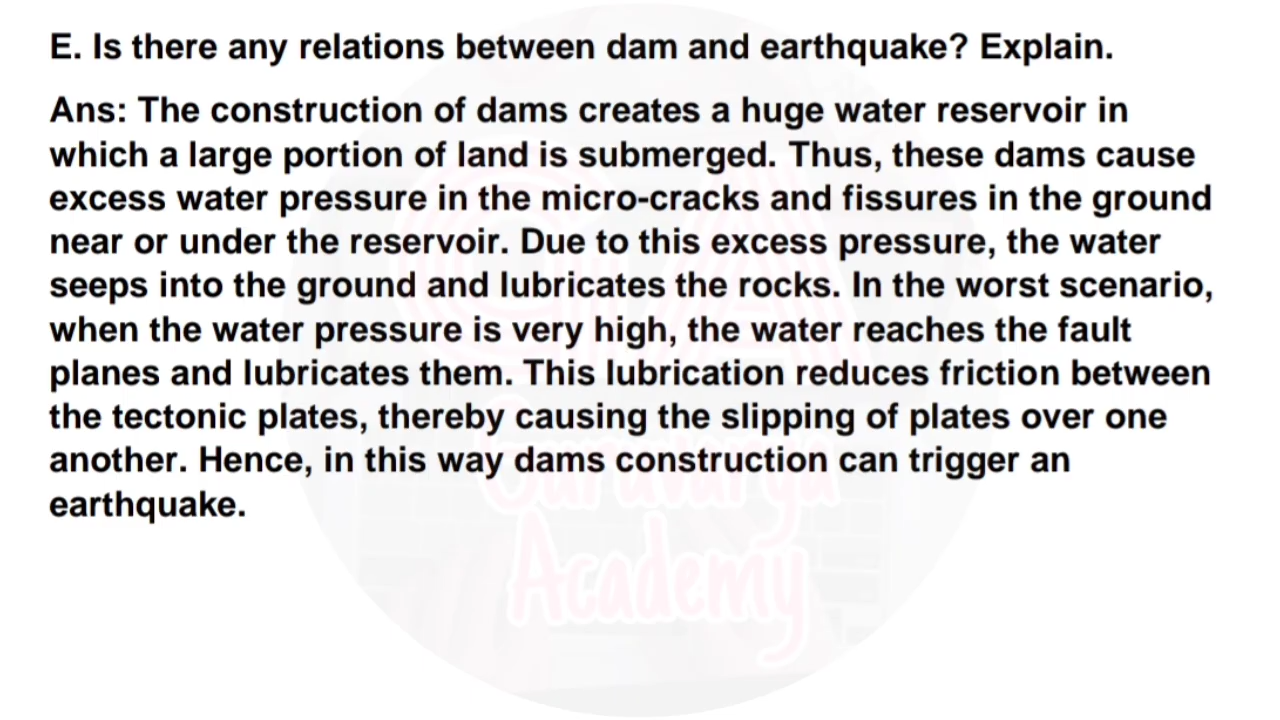 E. Is there any relations between dam and earthquake? Explain.
Ans: The construction of dams creates a huge water reservoir in
which a large portion of land is submerged. Thus, these dams cause
excess water pressure in the micro-cracks and fissures in the ground
near or under the reservoir. Due to this excess pressure, the water
seeps into the ground and lubricates the rocks. In the worst scenario,
when the water pressure is very high, the water reaches the fault
planes and lubricates them. This lubrication reduces friction between
the tectonic plates, thereby causing the slipping of plates over one
another. Hence, in this way dams construction can trigger an
earthquake.
GA
Guravarya
Academy